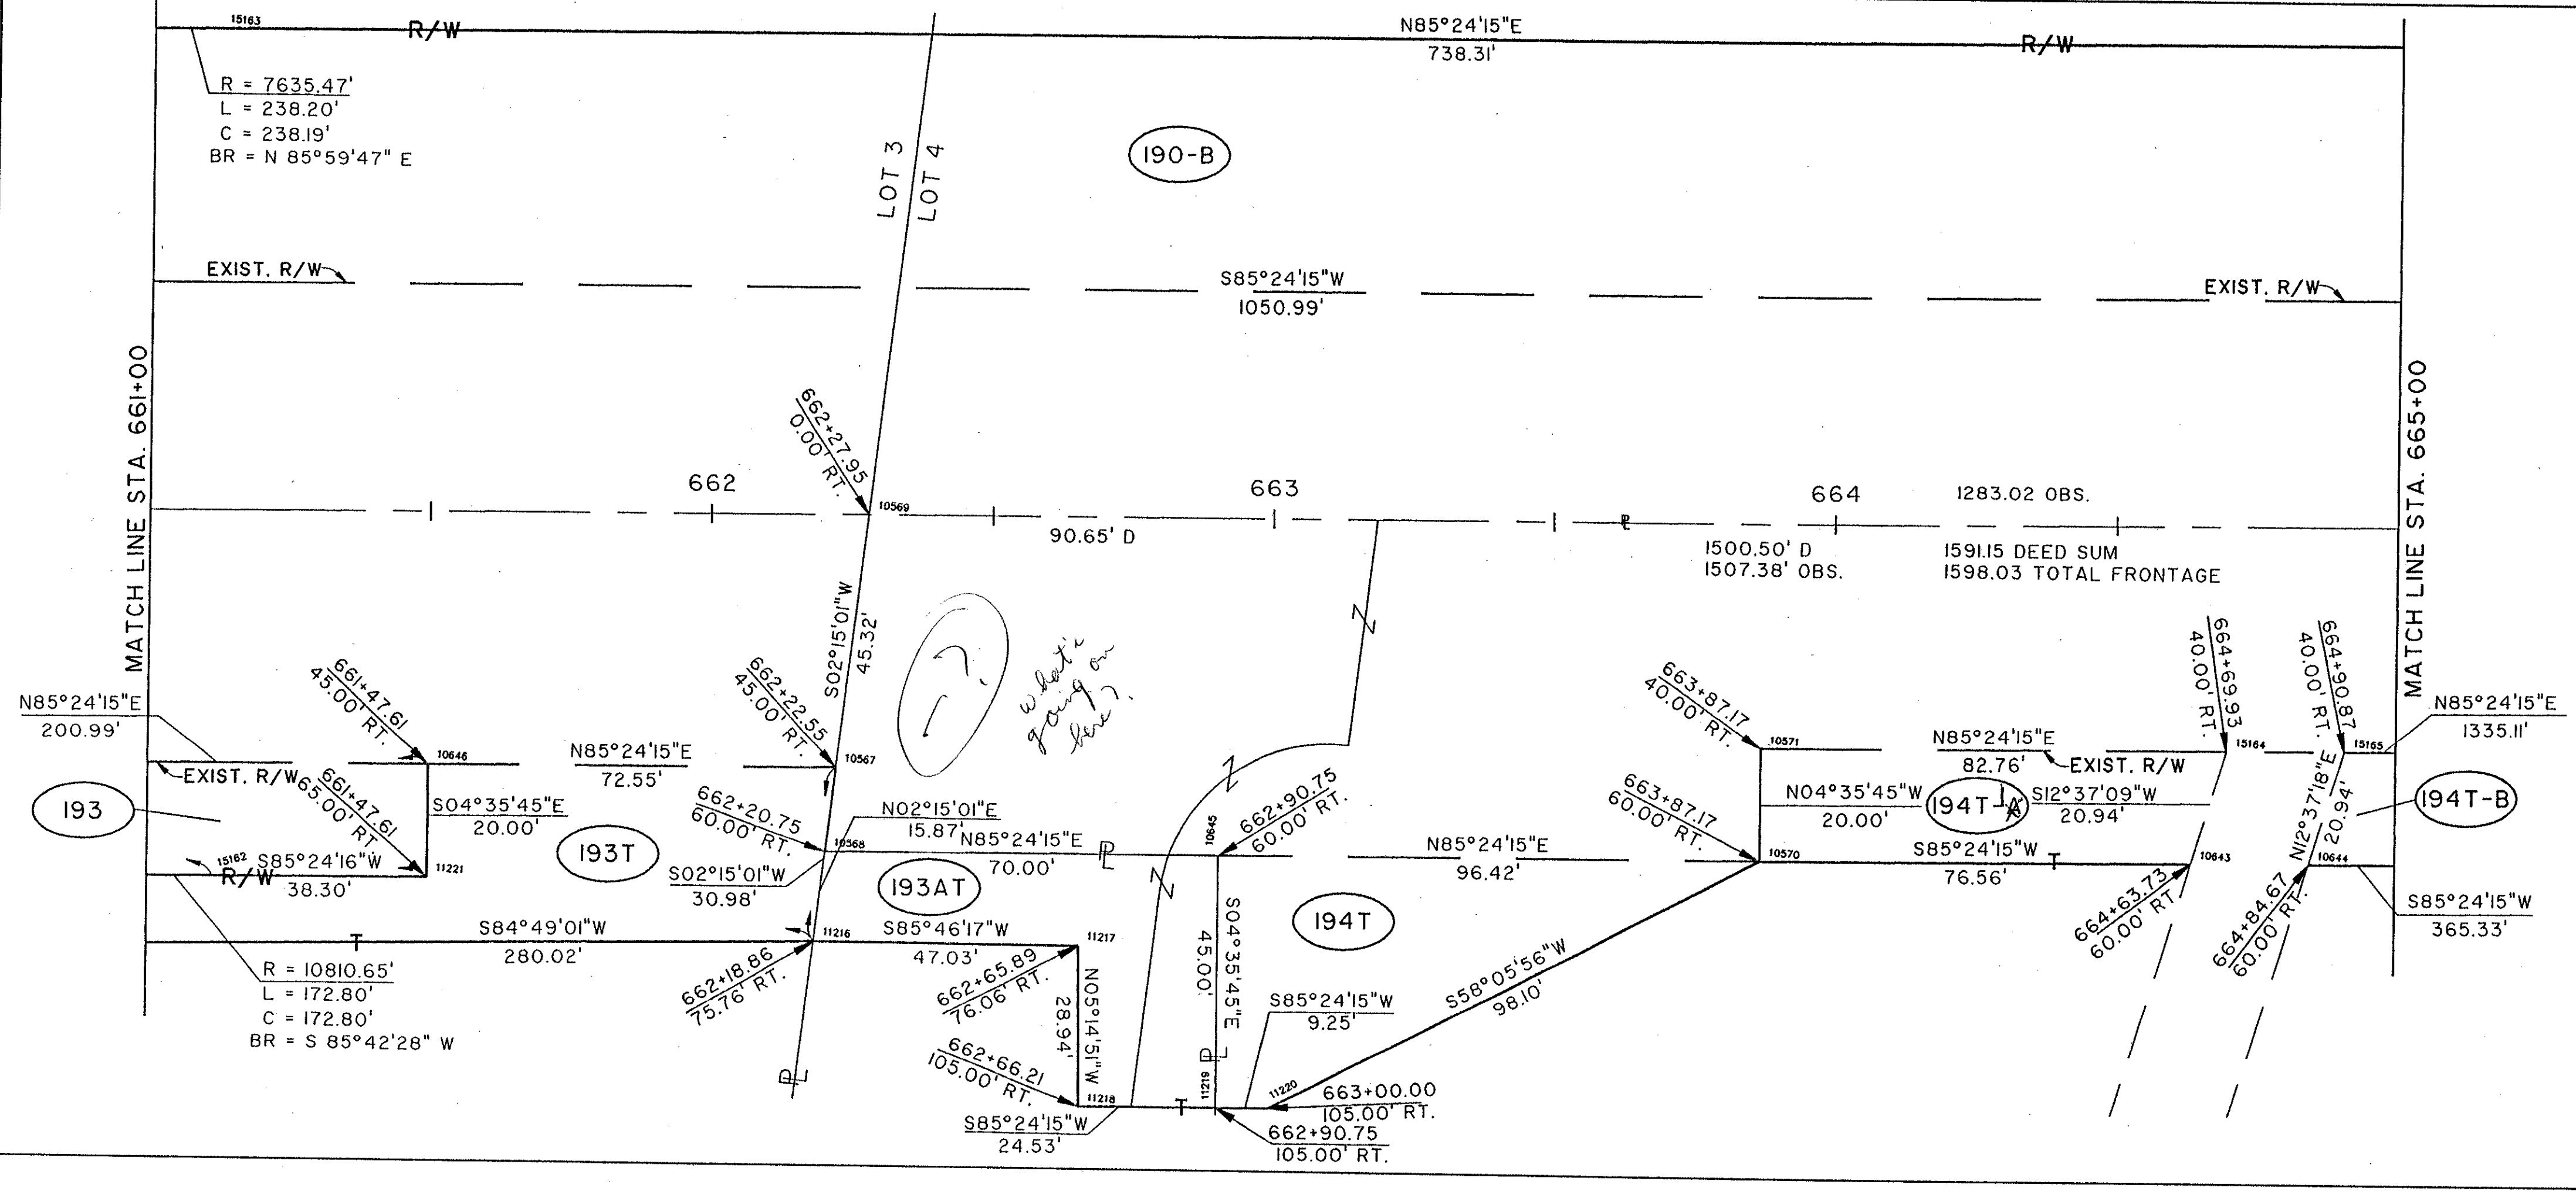 15163
R/W
N85°24'15"E
738.31'
R/W
R = 7635.47'
L = 238.20'
C = 238.19'
BR = N 85°59'47" E
LOT 3
LOT 4
190-B
EXIST. R/W
S85°24'15"W
1050.99'
EXIST. R/W
MATCH LINE STA. 661+00
MATCH LINE STA. 665+00
662+27.95
0.00' RT.
10569
662
663
664
1283.02 OBS.
90.65' D
1500.50' D
1507.38' OBS.
1591.15 DEED SUM
1598.03 TOTAL FRONTAGE
S02°15'01"W
45.32'
?
what's
going on
here?
N85°24'15"E
200.99'
661+47.61
45.00' RT.
10646
EXIST. R/W
661+47.61
65.00' RT.
193
S04°35'45"E
20.00'
N85°24'15"E
72.55'
662+22.55
45.00' RT.
10567
662+20.75
60.00' RT.
10568
N02°15'01"E
15.87'
N85°24'15"E
70.00'
PL
10645
662+90.75
60.00' RT.
193T
S02°15'01"W
30.98'
193AT
15162
S85°24'16"W
R/W
38.30'
11221
S84°49'01"W
T
280.02'
R = 10810.65'
L = 172.80'
C = 172.80'
BR = S 85°42'28" W
11216
662+18.86
75.76' RT.
PL
S85°46'17"W
47.03'
11217
662+65.89
76.06' RT.
N05°14'51"W
28.94'
662+66.21
105.00' RT.
11218
S85°24'15"W
24.53'
T
S04°35'45"E
45.00'
PL
11219
194T
S85°24'15"W
9.25'
11220
663+00.00
105.00' RT.
662+90.75
105.00' RT.
S58°05'56"W
98.10'
N85°24'15"E
96.42'
663+87.17
40.00' RT.
10571
663+87.17
60.00' RT.
10570
N85°24'15"E
82.76'
EXIST. R/W
N04°35'45"W
20.00'
194T-A
S12°37'09"W
20.94'
S85°24'15"W
T
76.56'
664+69.93
40.00' RT.
15164
664+90.87
40.00' RT.
15165
N12°37'18"E
20.94'
10643
10644
664+63.73
60.00' RT.
664+84.67
60.00' RT.
N85°24'15"E
1335.11'
194T-B
S85°24'15"W
365.33'